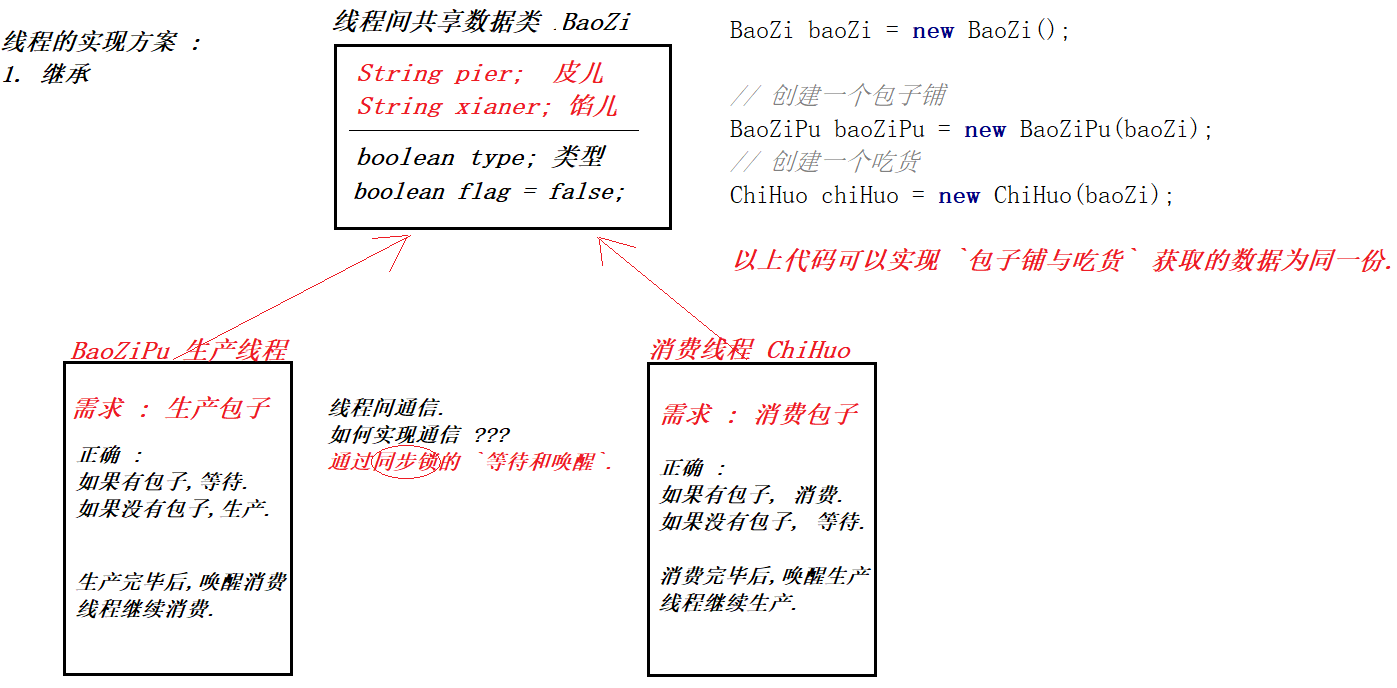 线程的实现方案 :
1. 继承
线程间共享数据类 .BaoZi
String pier; 皮儿
String xianer; 馅儿
boolean type; 类型
boolean flag = false;
BaoZi baoZi = new BaoZi();
// 创建一个包子铺
BaoZiPu baoZiPu = new BaoZiPu(baoZi);
// 创建一个吃货
ChiHuo chiHuo = new ChiHuo(baoZi);
以上代码可以实现 `包子铺与吃货` 获取的数据为同一份.
BaoZiPu 生产线程
需求 : 生产包子
正确 :
如果有包子,等待.
如果没有包子,生产.
生产完毕后,唤醒消费
线程继续消费.
线程间通信.
如何实现通信 ???
通过同步锁的 `等待和唤醒`.
消费线程 ChiHuo
需求 : 消费包子
正确 :
如果有包子, 消费.
如果没有包子, 等待.
消费完毕后,唤醒生产
线程继续生产.